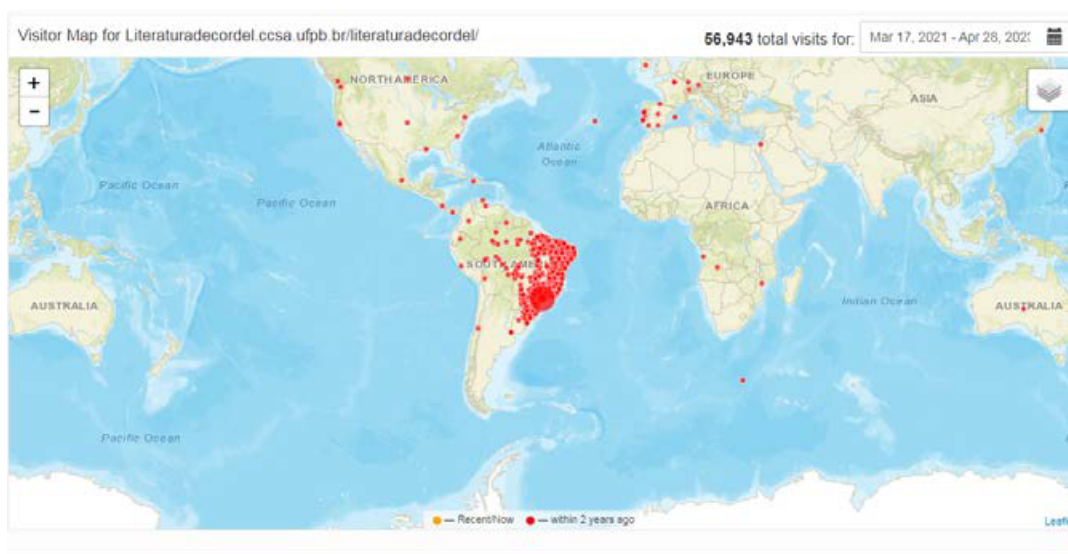 Visitor Map for Literaturadecordel.ccsa.ufpb.br/literaturadecordel/
56,943 total visits for:
Mar 17, 2021 - Apr 28, 202
+
−
NORTH AMERICA
EUROPE
ASIA
Atlantic
Ocean
Pacific Ocean
Pacific Ocean
AFRICA
SOUTH AME
AUSTRALIA
Indian Ocean
AUSTRALIA
Pacific Ocean
— Recent/Now
— within 2 years ago
Leafl